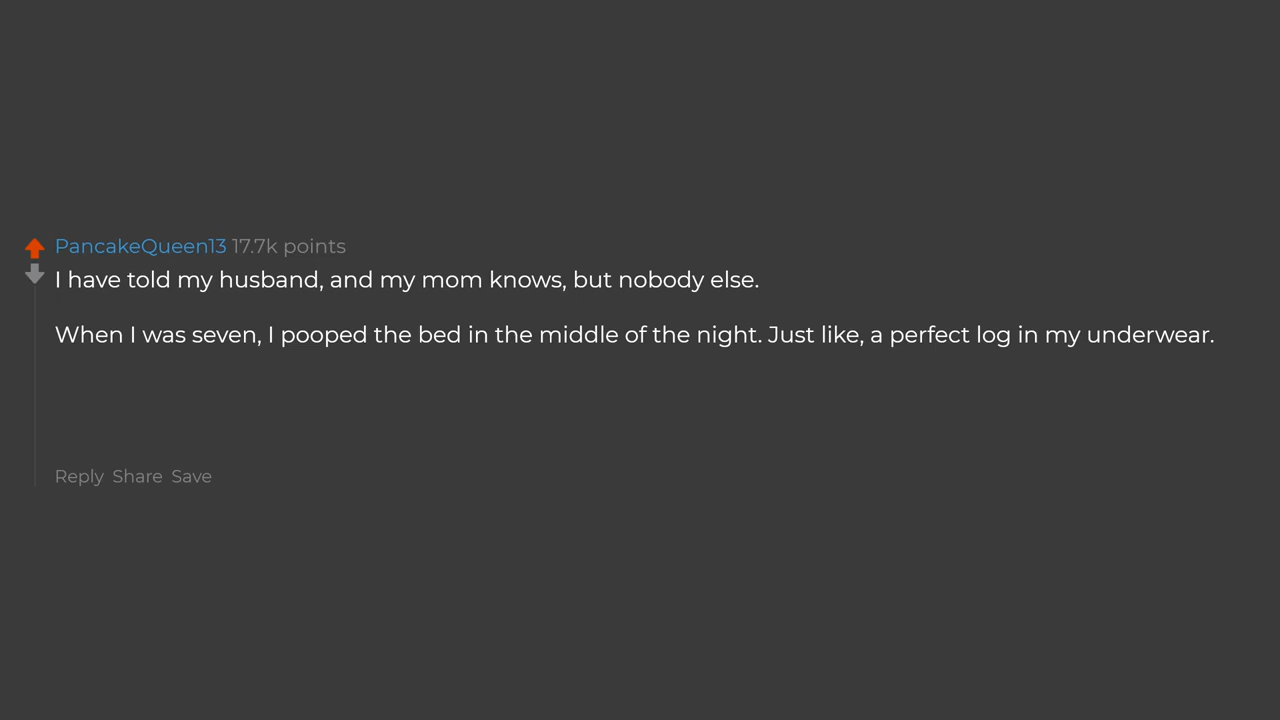 PancakeQueen13 17.7k points
I have told my husband, and my mom knows, but nobody else.
When I was seven, I pooped the bed in the middle of the night. Just like, a perfect log in my underwear.
Reply Share Save